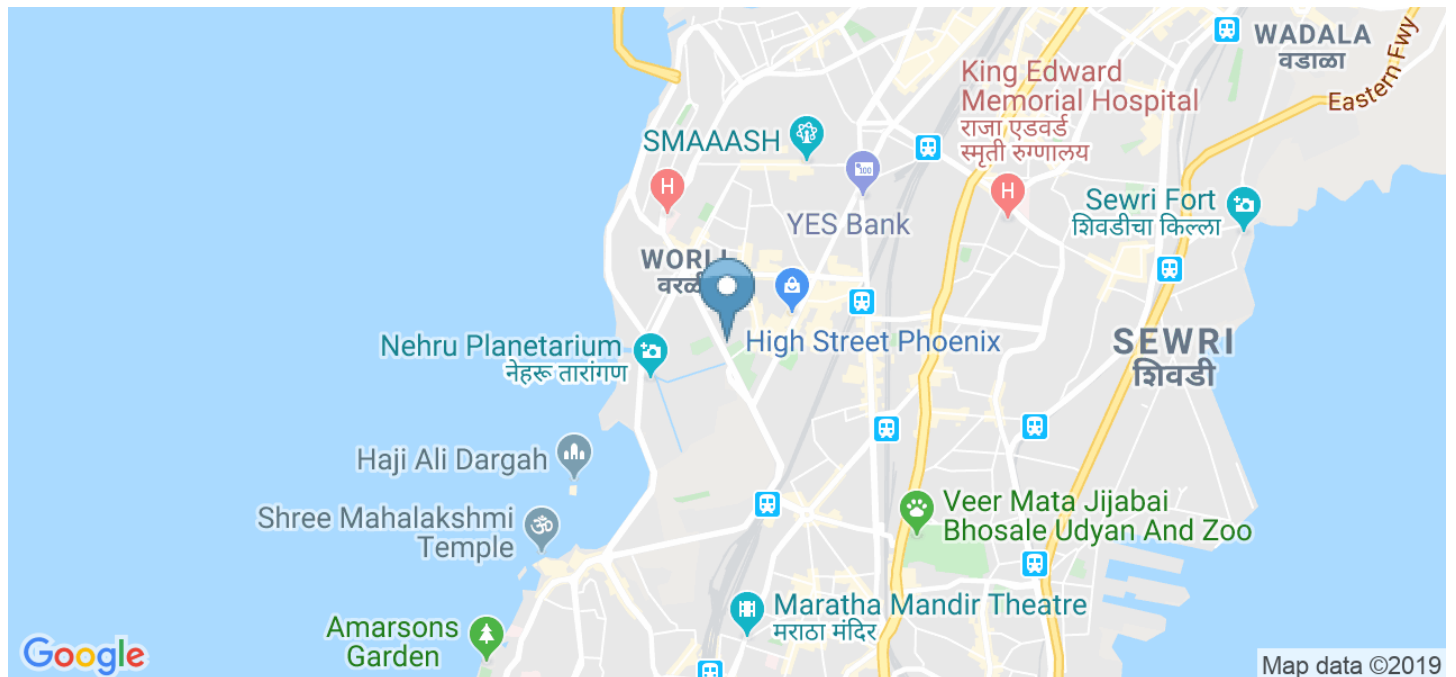 WADALA
वडाळा
Eastern Fwy
King Edward
Memorial Hospital
राजा एडवर्ड
स्मृती रुग्णालय
SMAAASH
YES Bank
Sewri Fort
शिवडीचा किल्ला
WORLI
High Street Phoenix
Nehru Planetarium
नेहरू तारांगण
SEWRI
शिवडी
Haji Ali Dargah
Shree Mahalakshmi
Temple
Veer Mata Jijabai
Bhosale Udyan And Zoo
Maratha Mandir Theatre
मराठा मंदिर
Amarsons
Garden
Google
Map data ©2019
H
H